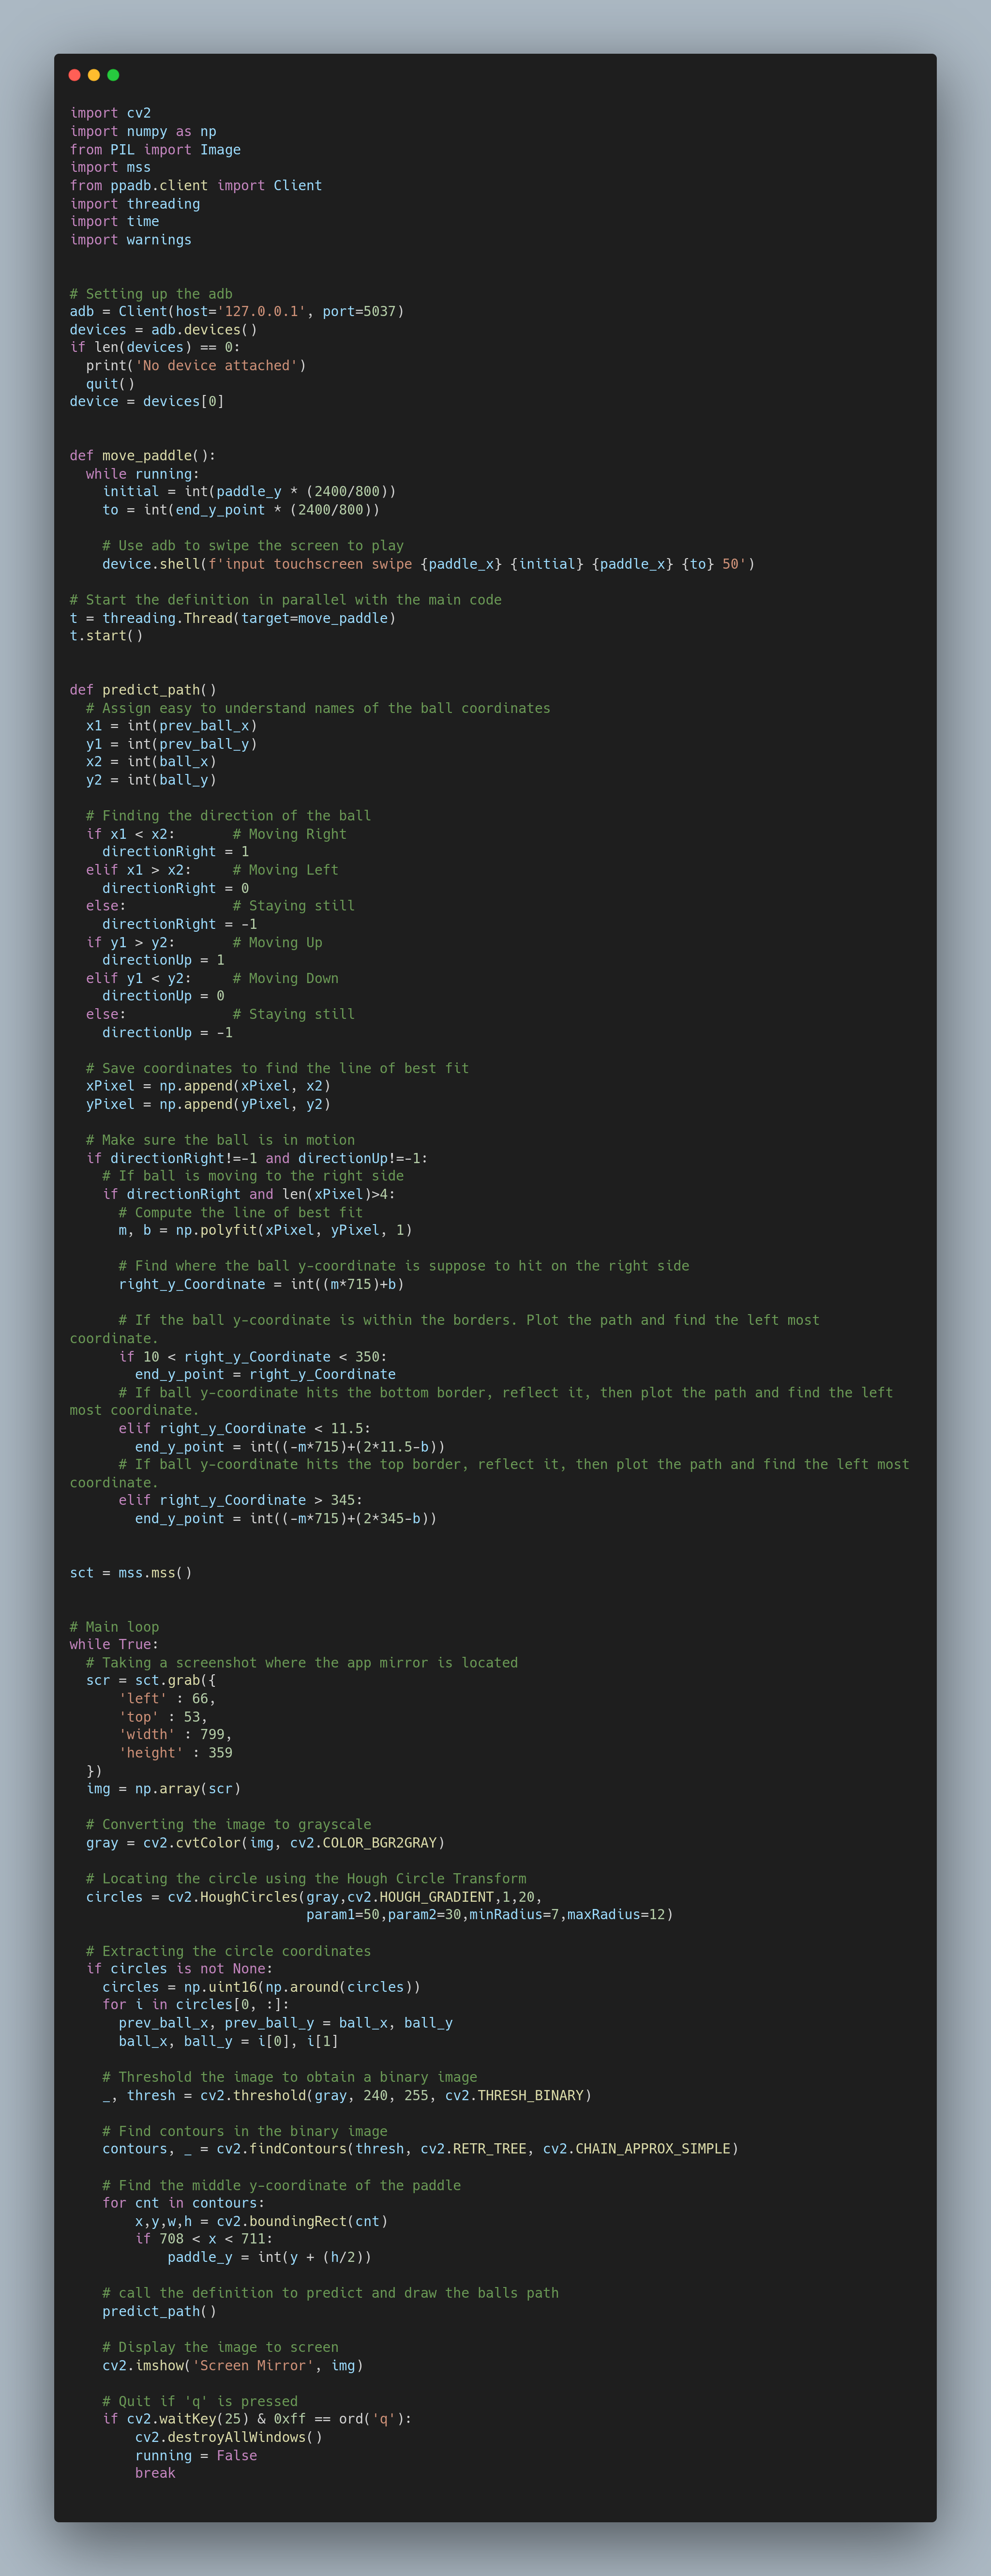 import cv2
import numpy as np
from PIL import Image
import mss
from ppadb.client import Client
import threading
import time
import warnings


# Setting up the adb
adb = Client(host='127.0.0.1', port=5037)
devices = adb.devices()
if len(devices) == 0:
  print('No device attached')
  quit()
device = devices[0]


def move_paddle():
  while running:
    initial = int(paddle_y * (2400/800))
    to = int(end_y_point * (2400/800))

    # Use adb to swipe the screen to play
    device.shell(f'input touchscreen swipe {paddle_x} {initial} {paddle_x} {to} 50')

# Start the definition in parallel with the main code
t = threading.Thread(target=move_paddle)
t.start()


def predict_path()
  # Assign easy to understand names of the ball coordinates
  x1 = int(prev_ball_x)
  y1 = int(prev_ball_y)
  x2 = int(ball_x)
  y2 = int(ball_y)

  # Finding the direction of the ball
  if x1 < x2:       # Moving Right
    directionRight = 1
  elif x1 > x2:     # Moving Left
    directionRight = 0
  else:             # Staying still
    directionRight = -1
  if y1 > y2:       # Moving Up
    directionUp = 1
  elif y1 < y2:     # Moving Down
    directionUp = 0
  else:             # Staying still
    directionUp = -1

  # Save coordinates to find the line of best fit
  xPixel = np.append(xPixel, x2)
  yPixel = np.append(yPixel, y2)

  # Make sure the ball is in motion
  if directionRight!=-1 and directionUp!=-1:
    # If ball is moving to the right side
    if directionRight and len(xPixel)>4:
      # Compute the line of best fit
      m, b = np.polyfit(xPixel, yPixel, 1)

      # Find where the ball y-coordinate is suppose to hit on the right side
      right_y_Coordinate = int((m*715)+b)

      # If the ball y-coordinate is within the borders. Plot the path and find the left most
coordinate.
      if 10 < right_y_Coordinate < 350:
        end_y_point = right_y_Coordinate
      # If ball y-coordinate hits the bottom border, reflect it, then plot the path and find the left
most coordinate.
      elif right_y_Coordinate < 11.5:
        end_y_point = int((-m*715)+(2*11.5-b))
      # If ball y-coordinate hits the top border, reflect it, then plot the path and find the left most
coordinate.
      elif right_y_Coordinate > 345:
        end_y_point = int((-m*715)+(2*345-b))


sct = mss.mss()


# Main loop
while True:
  # Taking a screenshot where the app mirror is located
  scr = sct.grab({
      'left' : 66,
      'top' : 53,
      'width' : 799,
      'height' : 359
  })
  img = np.array(scr)

  # Converting the image to grayscale
  gray = cv2.cvtColor(img, cv2.COLOR_BGR2GRAY)

  # Locating the circle using the Hough Circle Transform
  circles = cv2.HoughCircles(gray,cv2.HOUGH_GRADIENT,1,20,
                             param1=50,param2=30,minRadius=7,maxRadius=12)

  # Extracting the circle coordinates
  if circles is not None:
    circles = np.uint16(np.around(circles))
    for i in circles[0, :]:
      prev_ball_x, prev_ball_y = ball_x, ball_y
      ball_x, ball_y = i[0], i[1]

    # Threshold the image to obtain a binary image
    _, thresh = cv2.threshold(gray, 240, 255, cv2.THRESH_BINARY)

    # Find contours in the binary image
    contours, _ = cv2.findContours(thresh, cv2.RETR_TREE, cv2.CHAIN_APPROX_SIMPLE)

    # Find the middle y-coordinate of the paddle
    for cnt in contours:
        x,y,w,h = cv2.boundingRect(cnt)
        if 708 < x < 711:
            paddle_y = int(y + (h/2))

    # call the definition to predict and draw the balls path
    predict_path()

    # Display the image to screen
    cv2.imshow('Screen Mirror', img)

    # Quit if 'q' is pressed
    if cv2.waitKey(25) & 0xff == ord('q'):
        cv2.destroyAllWindows()
        running = False
        break